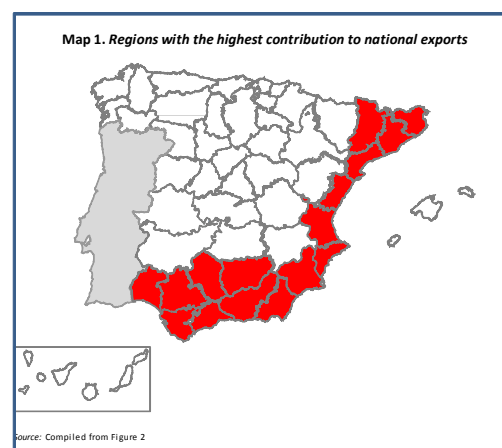 Map 1. Regions with the highest contribution to national exports
Source: Compiled from Figure 2